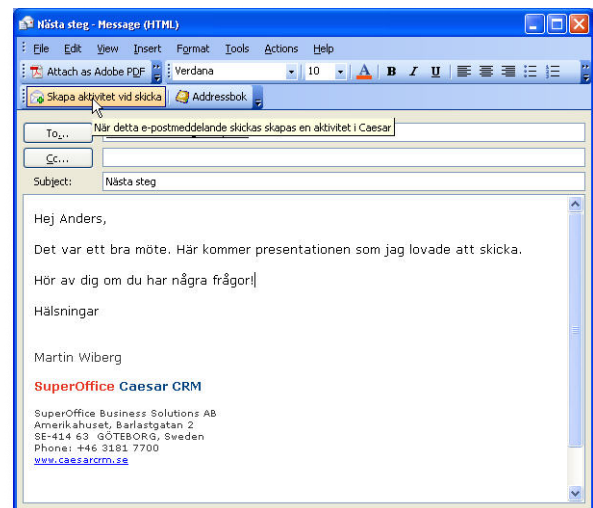 Nästa steg - Message (HTML)
File Edit View Insert Format Tools Actions Help
Attach as Adobe PDF Verdana 10 A B I U
Skapa aktivitet vid skicka Addressbok
När detta e-postmeddelande skickas skapas en aktivitet i Caesar
To...
Cc...
Subject: Nästa steg
Hej Anders,
Det var ett bra möte. Här kommer presentationen som jag lovade att skicka.
Hör av dig om du har några frågor!
Hälsningar
Martin Wiberg
SuperOffice Caesar CRM
SuperOffice Business Solutions AB
Amerikahuset, Barlastgatan 2
SE-414 63 GÖTEBORG, Sweden
Phone: +46 3181 7700
www.caesarcrm.se